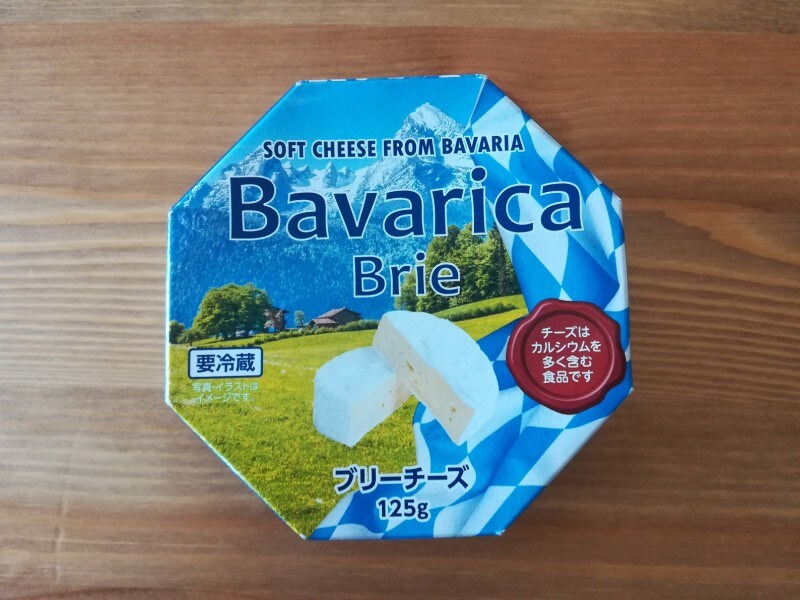 SOFT CHEESE FROM BAVARIA
Bavarica
Brie
チーズは
カルシウムを
多く含む
食品です
要冷蔵
写真・イラストは
イメージです。
ブリーチーズ
125g